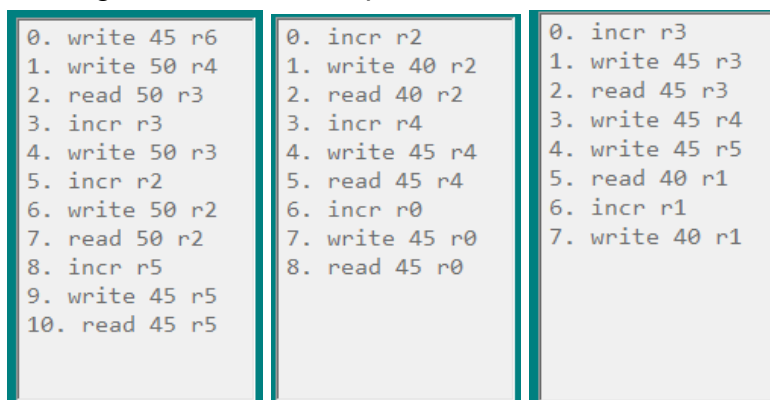 0. write 45 r6
1. write 50 r4
2. read 50 r3
3. incr r3
4. write 50 r3
5. incr r2
6. write 50 r2
7. read 50 r2
8. incr r5
9. write 45 r5
10. read 45 r5
0. incr r2
1. write 40 r2
2. read 40 r2
3. incr r4
4. write 45 r4
5. read 45 r4
6. incr r0
7. write 45 r0
8. read 45 r0
0. incr r3
1. write 45 r3
2. read 45 r3
3. write 45 r4
4. write 45 r5
5. read 40 r1
6. incr r1
7. write 40 r1